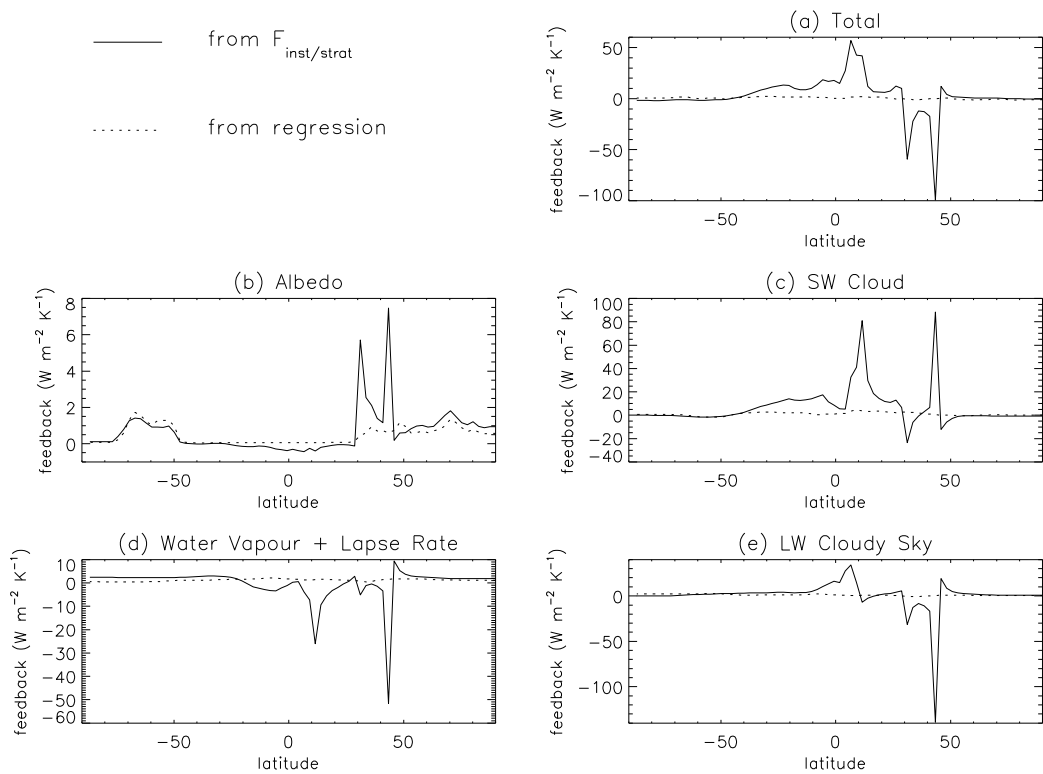 from F_inst/strat
from regression
(a) Total
feedback (W m⁻² K⁻¹)
50
0
−50
−100
−50 0 50
latitude
(b) Albedo
feedback (W m⁻² K⁻¹)
8
6
4
2
0
−50 0 50
latitude
(c) SW Cloud
feedback (W m⁻² K⁻¹)
100
80
60
40
20
0
−20
−40
−50 0 50
latitude
(d) Water Vapour + Lapse Rate
feedback (W m⁻² K⁻¹)
10
0
−10
−20
−30
−40
−50
−60
−50 0 50
latitude
(e) LW Cloudy Sky
feedback (W m⁻² K⁻¹)
50
0
−50
−100
−50 0 50
latitude